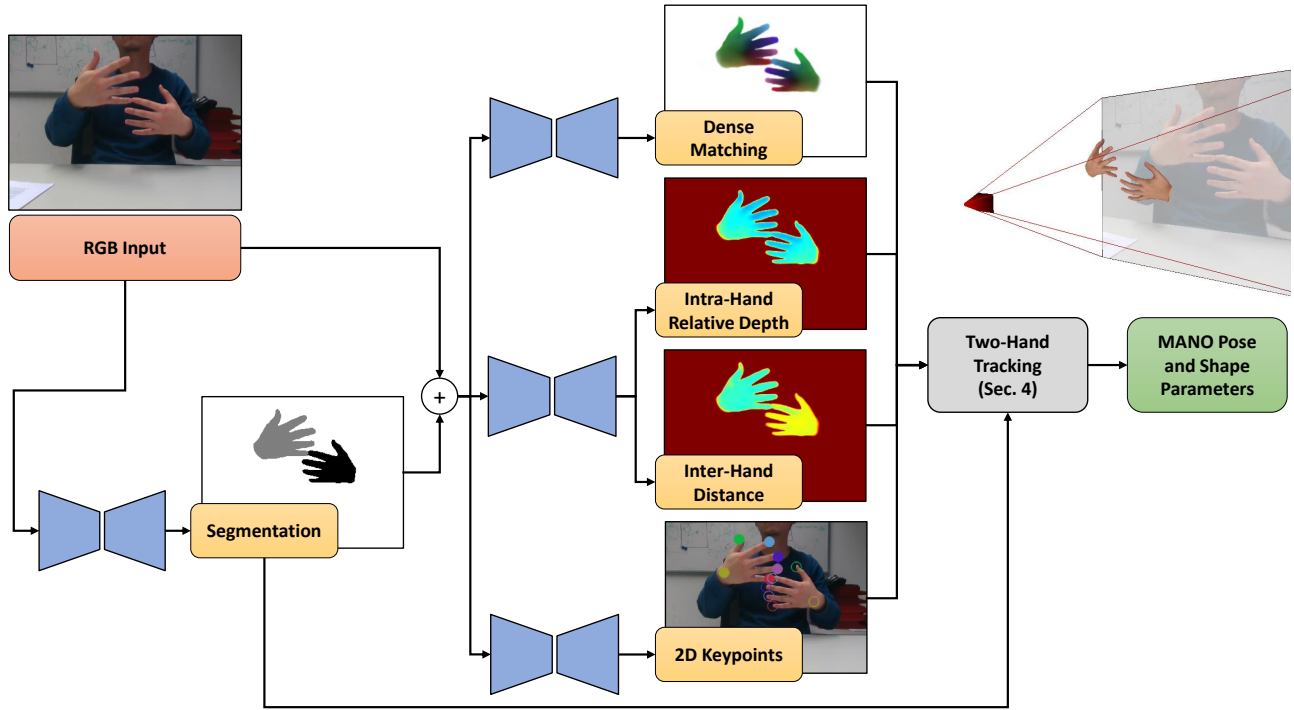 RGB Input
Segmentation
+
Dense
Matching
Intra-Hand
Relative Depth
Inter-Hand
Distance
2D Keypoints
Two-Hand
Tracking
(Sec. 4)
MANO Pose
and Shape
Parameters